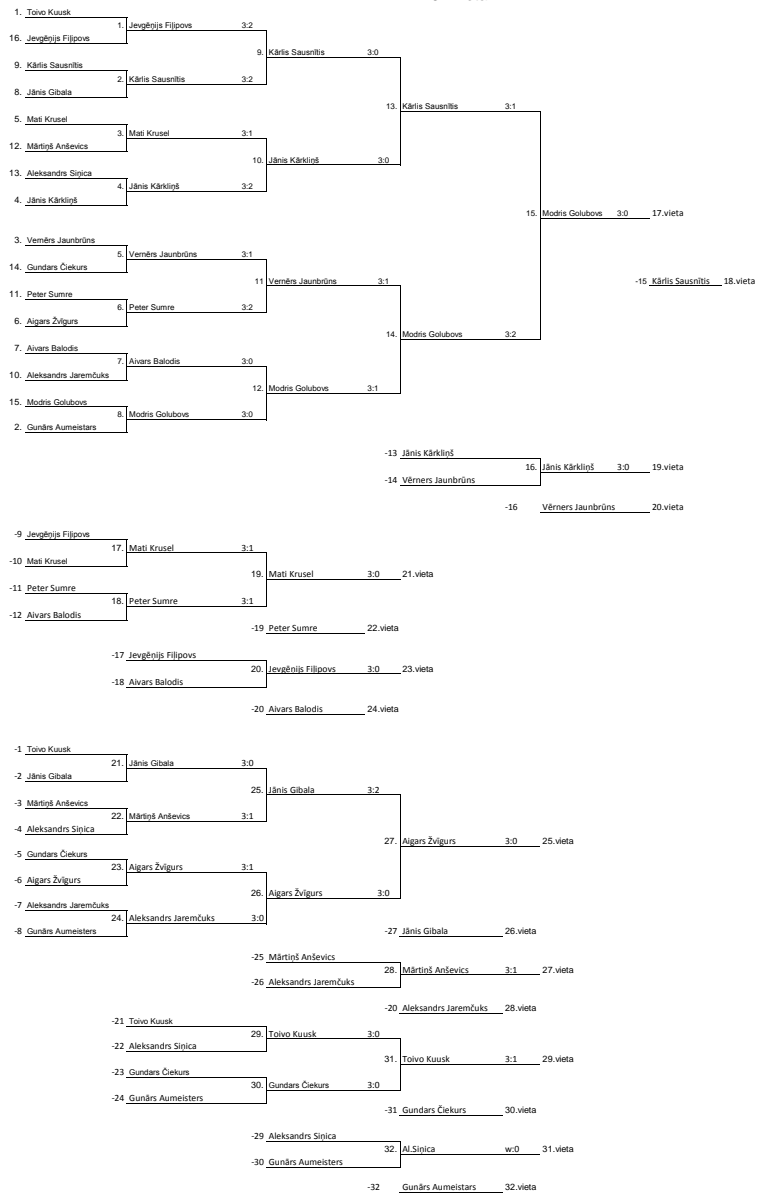 1. Toivo Kuusk
1. Jevgēņijs Fiļipovs 3:2
16. Jevgēņijs Fiļipovs
9. Kārlis Sausnītis 3:0
9. Kārlis Sausnītis
2. Kārlis Sausnītis 3:2
8. Jānis Gibala
13. Kārlis Sausnītis 3:1
5. Mati Krusel
3. Mati Krusel 3:1
12. Mārtiņš Anševics
10. Jānis Kārkliņš 3:0
13. Aleksandrs Siņica
4. Jānis Kārkliņš 3:2
4. Jānis Kārkliņš
15. Modris Golubovs 3:0 17.vieta
3. Vernērs Jaunbrūns
5. Vernērs Jaunbrūns 3:1
14. Gundars Čiekurs
11 Vernērs Jaunbrūns 3:1
-15 Kārlis Sausnītis 18.vieta
11. Peter Sumre
6. Peter Sumre 3:2
6. Aigars Žvīgurs
14. Modris Golubovs 3:2
7. Aivars Balodis
7. Aivars Balodis 3:0
10. Aleksandrs Jaremčuks
12. Modris Golubovs 3:1
15. Modris Golubovs
8. Modris Golubovs 3:0
2. Gunārs Aumeistars
-13 Jānis Kārkliņš
16. Jānis Kārkliņš 3:0 19.vieta
-14 Vērners Jaunbrūns
-16 Vērners Jaunbrūns 20.vieta
-9 Jevgēņijs Fiļipovs
17. Mati Krusel 3:1
-10 Mati Krusel
19. Mati Krusel 3:0 21.vieta
-11 Peter Sumre
18. Peter Sumre 3:1
-12 Aivars Balodis
-19 Peter Sumre 22.vieta
-17 Jevgēņijs Fiļipovs
20. Jevgēņijs Fiļipovs 3:0 23.vieta
-18 Aivars Balodis
-20 Aivars Balodis 24.vieta
-1 Toivo Kuusk
21. Jānis Gibala 3:0
-2 Jānis Gibala
25. Jānis Gibala 3:2
-3 Mārtiņš Anševics
22. Mārtiņš Anševics 3:1
-4 Aleksandrs Siņica
27. Aigars Žvīgurs 3:0 25.vieta
-5 Gundars Čiekurs
23. Aigars Žvīgurs 3:1
-6 Aigars Žvīgurs
26. Aigars Žvīgurs 3:0
-7 Aleksandrs Jaremčuks
24. Aleksandrs Jaremčuks 3:0
-8 Gunārs Aumeisters
-27 Jānis Gibala 26.vieta
-25 Mārtiņš Anševics
28. Mārtiņš Anševics 3:1 27.vieta
-26 Aleksandrs Jaremčuks
-20 Aleksandrs Jaremčuks 28.vieta
-21 Toivo Kuusk
29. Toivo Kuusk 3:0
-22 Aleksandrs Siņica
31. Toivo Kuusk 3:1 29.vieta
-23 Gundars Čiekurs
30. Gundars Čiekurs 3:0
-24 Gunārs Aumeisters
-31 Gundars Čiekurs 30.vieta
-29 Aleksandrs Siņica
32. Al.Siņica w:0 31.vieta
-30 Gunārs Aumeisters
-32 Gunārs Aumeistars 32.vieta